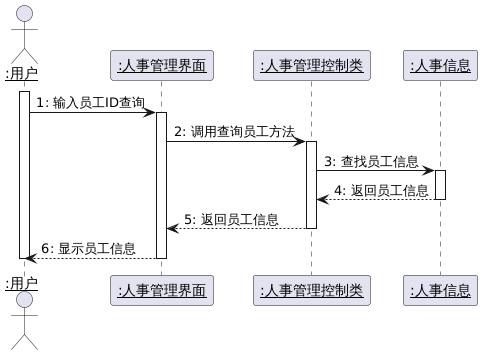 :用户
:人事管理界面
:人事管理控制类
:人事信息
1: 输入员工ID查询
2: 调用查询员工方法
3: 查找员工信息
4: 返回员工信息
5: 返回员工信息
6: 显示员工信息
:用户
:人事管理界面
:人事管理控制类
:人事信息